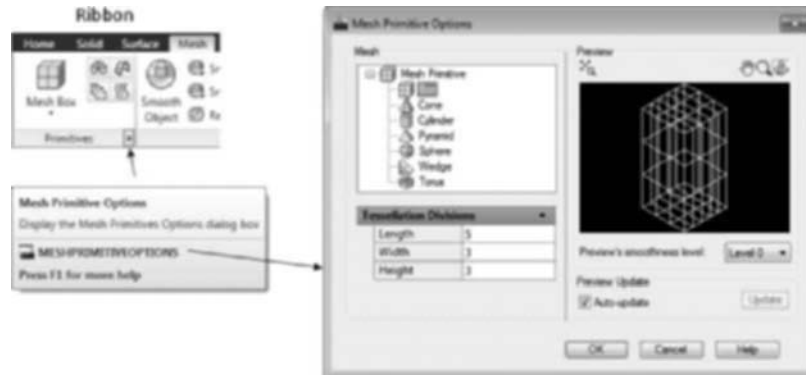 Ribbon
Home Solid Surface Mesh
Mesh Box
Smooth
Object
Primitives
Mesh Primitive Options
Display the Mesh Primitives Options dialog box
MESHPRIMITIVEOPTIONS
Press F1 for more help
Mesh Primitive Options
Mesh
Mesh Primitive
Box
Cone
Cylinder
Pyramid
Sphere
Wedge
Torus
Tessellation Divisions
Length 5
Width 3
Height 3
Preview
Preview's smoothness level: Level 0
Preview Update
Auto-update
Update
OK Cancel Help